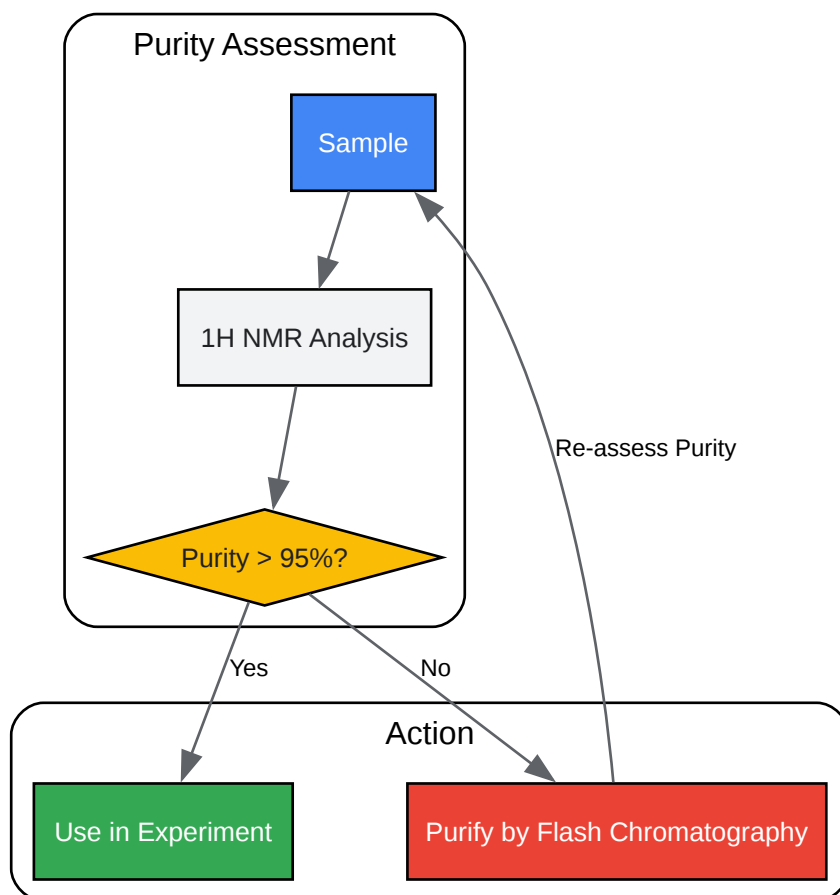 Purity Assessment
Sample
1H NMR Analysis
Re-assess Purity
Purity > 95%?
Yes
No
Action
Use in Experiment
Purify by Flash Chromatography